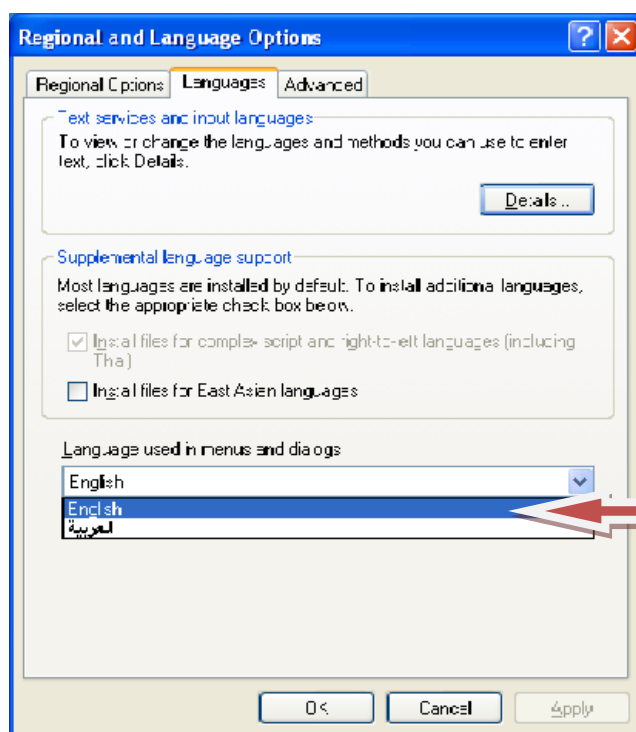 Regional and Language Options
Regional Options Languages Advanced
Text services and input languages
To view or change the languages and methods you can use to enter
text, click Details.
Details...
Supplemental language support
Most languages are installed by default. To install additional languages,
select the appropriate check box below.
Install files for complex script and right-to-left languages (including
Thai)
Install files for East Asian languages
Language used in menus and dialogs
English
English
العربية
OK Cancel Apply